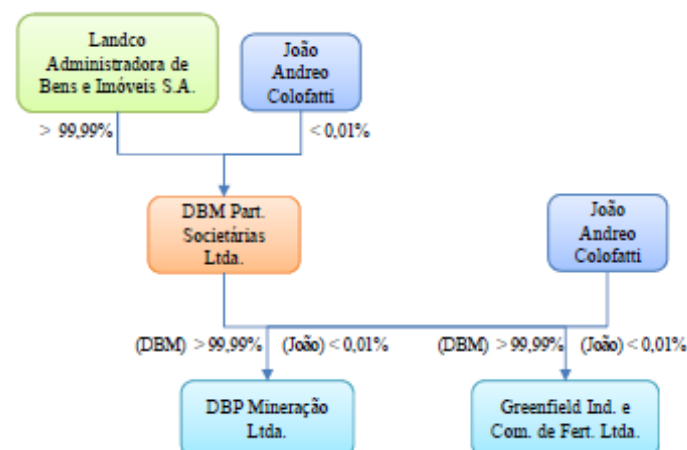 Landco
Administradora de
Bens e Imóveis S.A.
João
Andreo
Colofatti
> 99,99%
< 0,01%
DBM Part.
Societárias
Ltda.
João
Andreo
Colofatti
(DBM) > 99,99%
(João) < 0,01%
(DBM) > 99,99%
(João) < 0,01%
DBP Mineração
Ltda.
Greenfield Ind. e
Com. de Fert. Ltda.